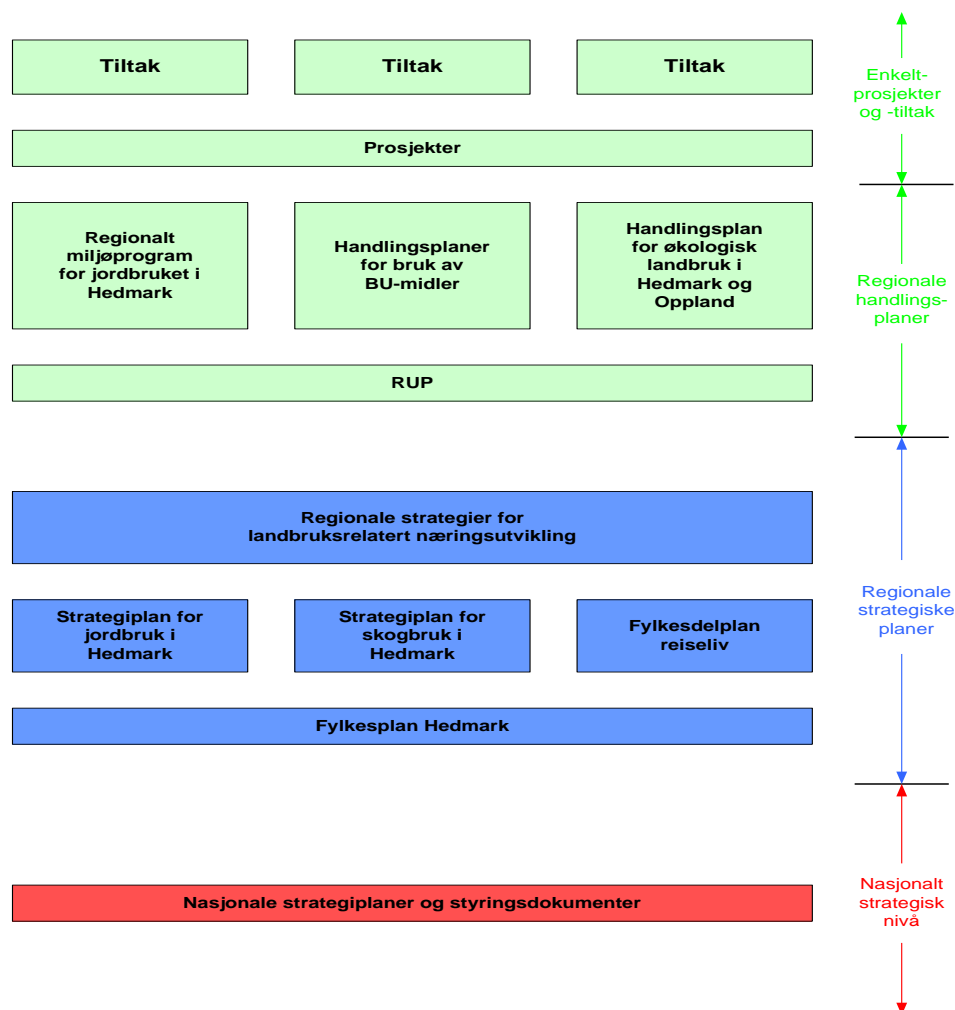 Tiltak
Tiltak
Tiltak
Enkelt-
prosjekter
og -tiltak
Prosjekter
Regionalt
miljøprogram
for jordbruket i
Hedmark
Handlingsplaner
for bruk av
BU-midler
Handlingsplan
for økologisk
landbruk i
Hedmark og
Oppland
Regionale
handlings-
planer
RUP
Regionale strategier for
landbruksrelatert næringsutvikling
Strategiplan for
jordbruk i
Hedmark
Strategiplan for
skogbruk i
Hedmark
Fylkesdelplan
reiseliv
Regionale
strategiske
planer
Fylkesplan Hedmark
Nasjonale strategiplaner og styringsdokumenter
Nasjonalt
strategisk
nivå